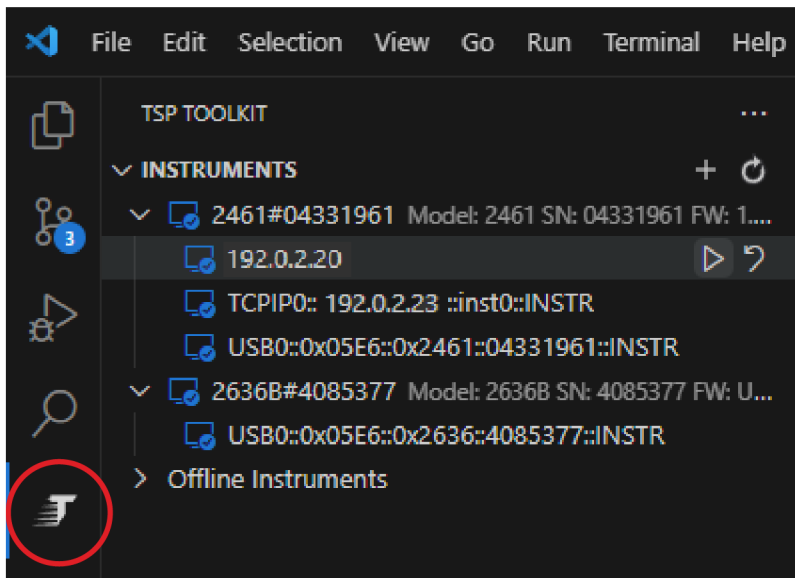 File Edit Selection View Go Run Terminal Help
TSP TOOLKIT ...
INSTRUMENTS
2461#04331961 Model: 2461 SN: 04331961 FW: 1....
3
192.0.2.20
TCPIP0:: 192.0.2.23 ::inst0::INSTR
USB0::0x05E6::0x2461::04331961::INSTR
2636B#4085377 Model: 2636B SN: 4085377 FW: U...
USB0::0x05E6::0x2636::4085377::INSTR
Offline Instruments